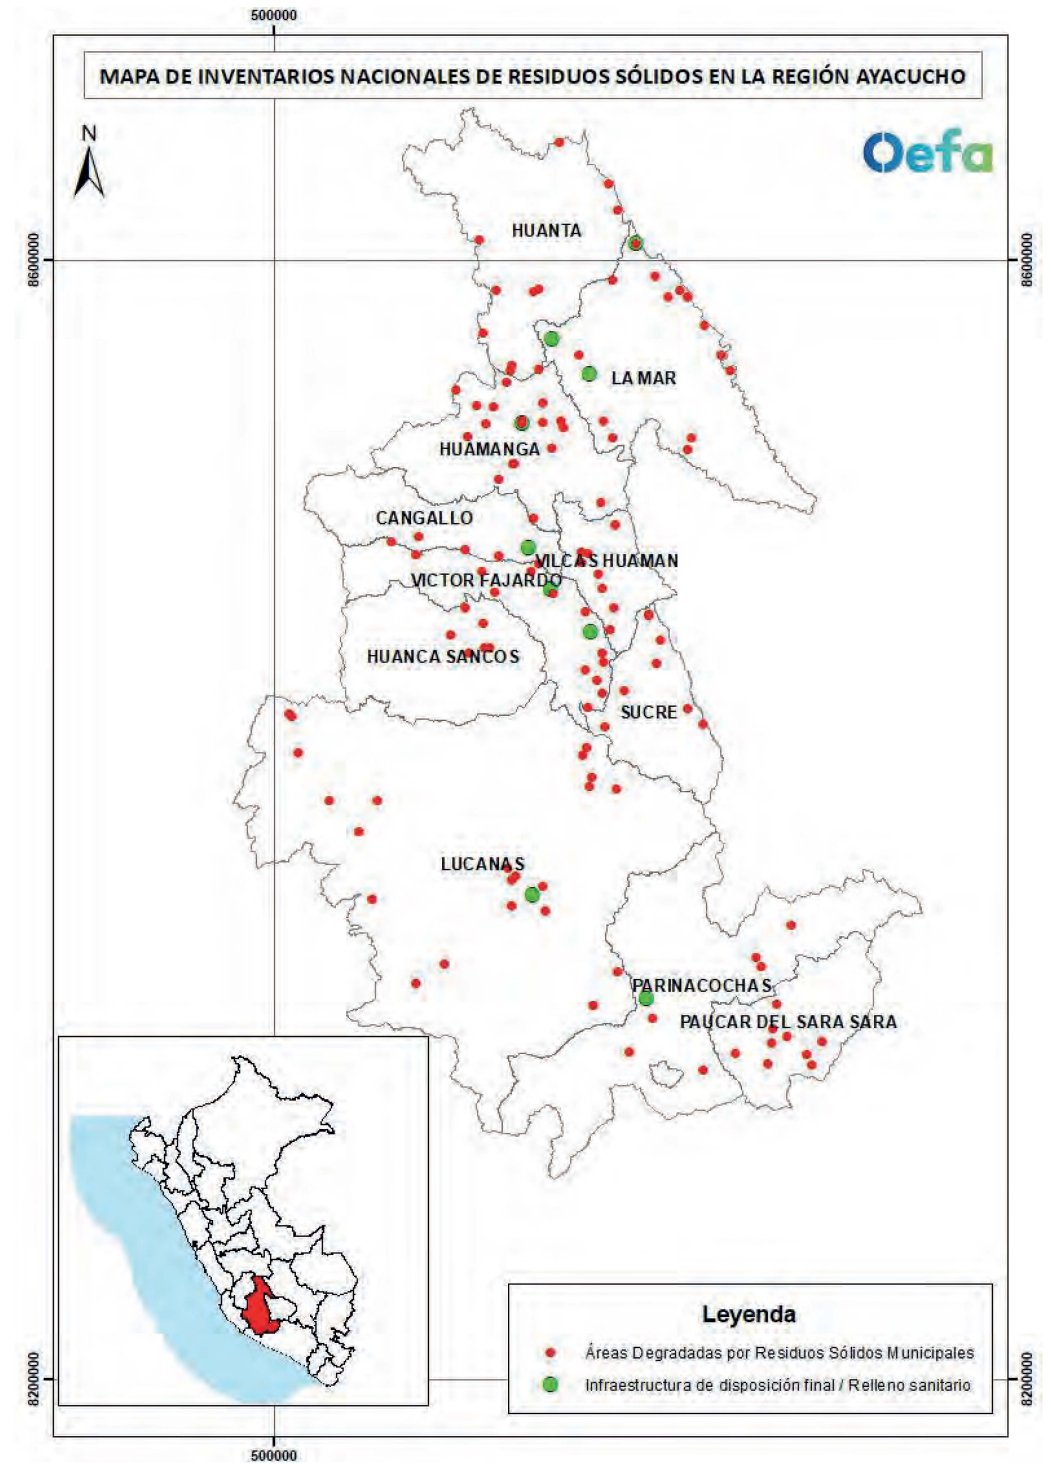 500000
MAPA DE INVENTARIOS NACIONALES DE RESIDUOS SÓLIDOS EN LA REGIÓN AYACUCHO
N
Oefa
HUANTA
8600000
8600000
LA MAR
HUAMANGA
CANGALLO
VILCAS HUAMAN
VICTOR FAJARDO
HUANCA SANCOS
SUCRE
LUCANAS
PARINACOCHAS
PAUCAR DEL SARA SARA
Leyenda
Áreas Degradadas por Residuos Sólidos Municipales
Infraestructura de disposición final / Relleno sanitario
8200000
8200000
500000